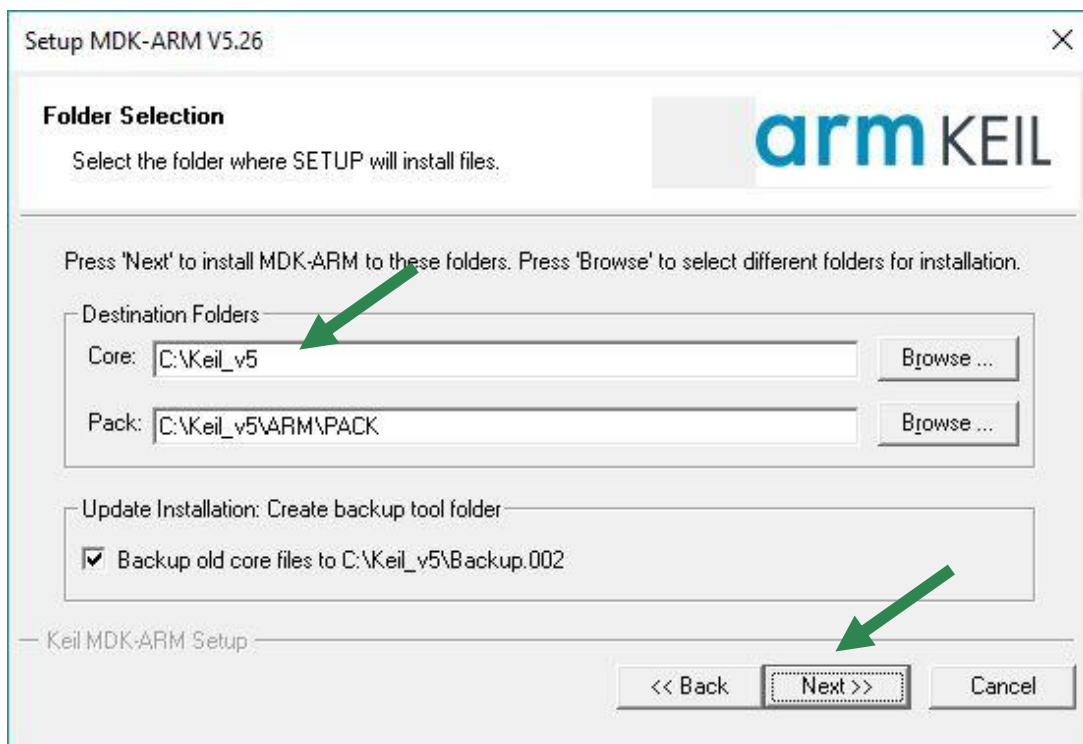 Setup MDK-ARM V5.26
Folder Selection
Select the folder where SETUP will install files.
arm KEIL
Press 'Next' to install MDK-ARM to these folders. Press 'Browse' to select different folders for installation.
Destination Folders
Core: C:\Keil_v5 Browse ...
Pack: C:\Keil_v5\ARM\PACK Browse ...
Update Installation: Create backup tool folder
Backup old core files to C:\Keil_v5\Backup.002
Keil MDK-ARM Setup
<< Back Next >> Cancel